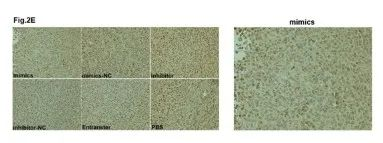 Fig.2E
mimics
mimics
mimics-NC
inhibitor
inhibitor-NC
Entranster
PBS